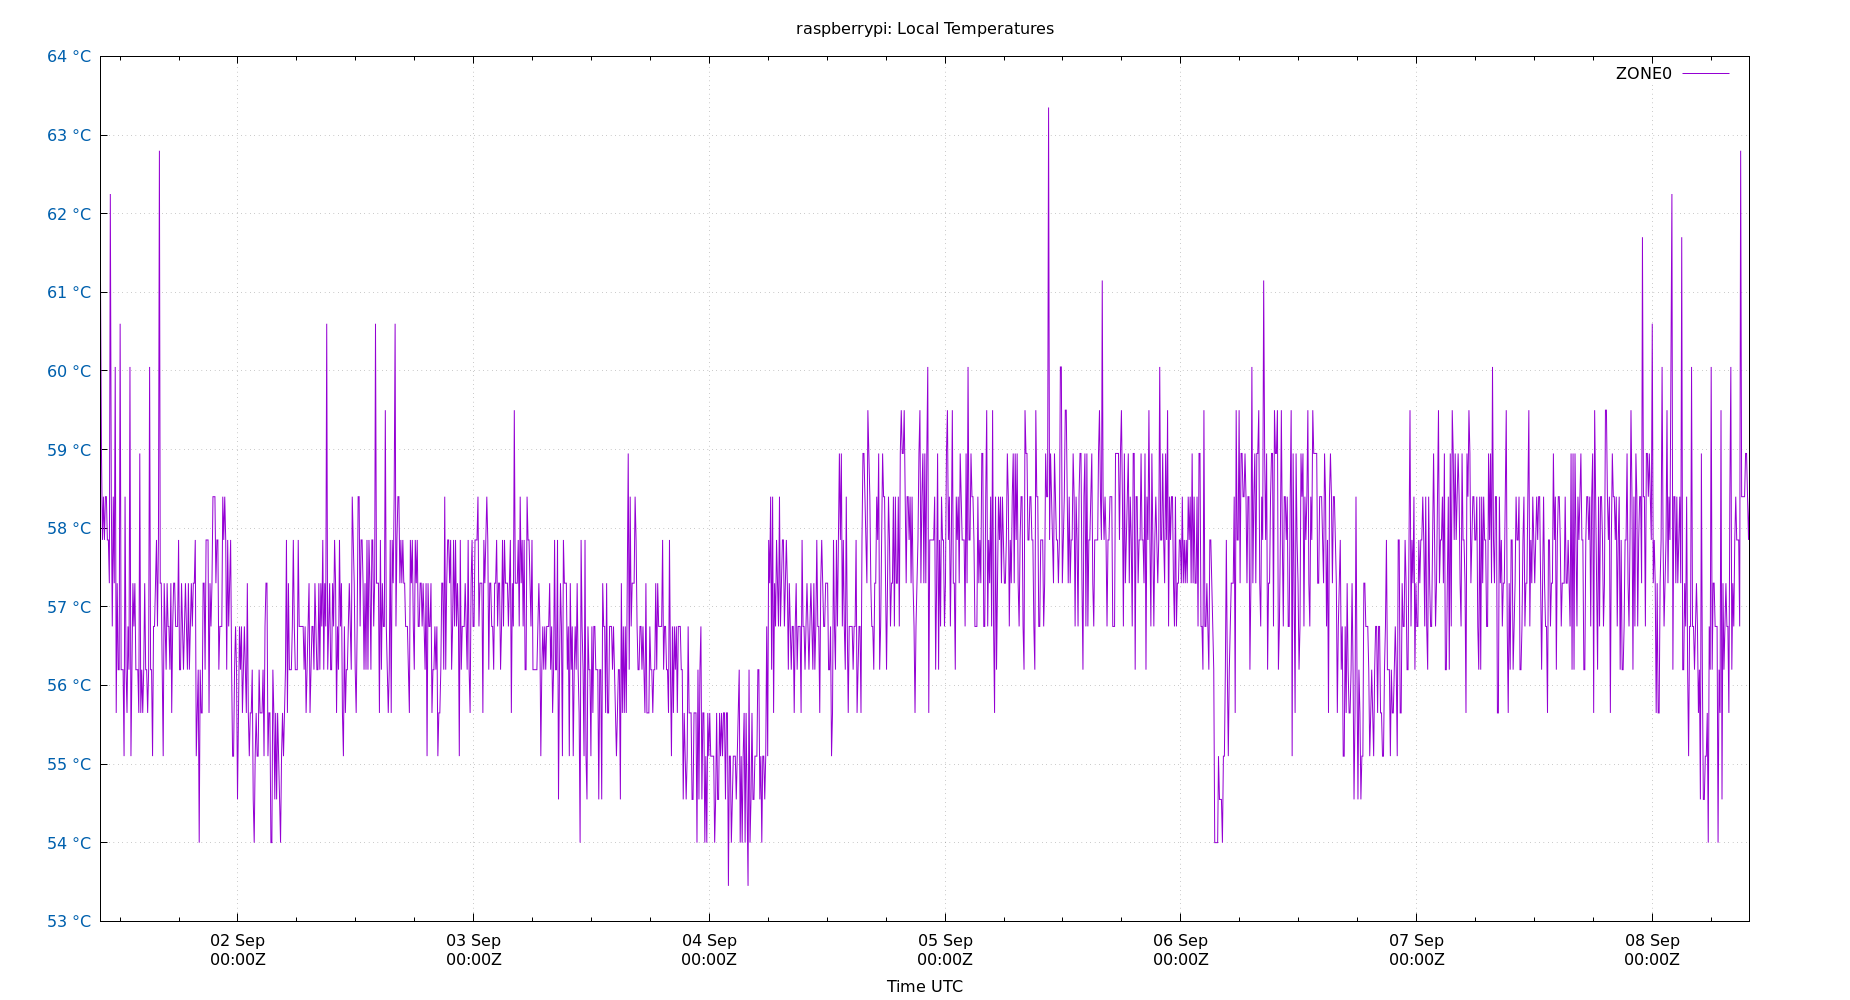 raspberrypi: Local Temperatures
64 °C
ZONE0
63 °C
62 °C
61 °C
60 °C
59 °C
58 °C
57 °C
56 °C
55 °C
54 °C
53 °C
02 Sep 03 Sep 04 Sep 05 Sep 06 Sep 07 Sep 08 Sep
00:00Z 00:00Z 00:00Z 00:00Z 00:00Z 00:00Z 00:00Z
Time UTC